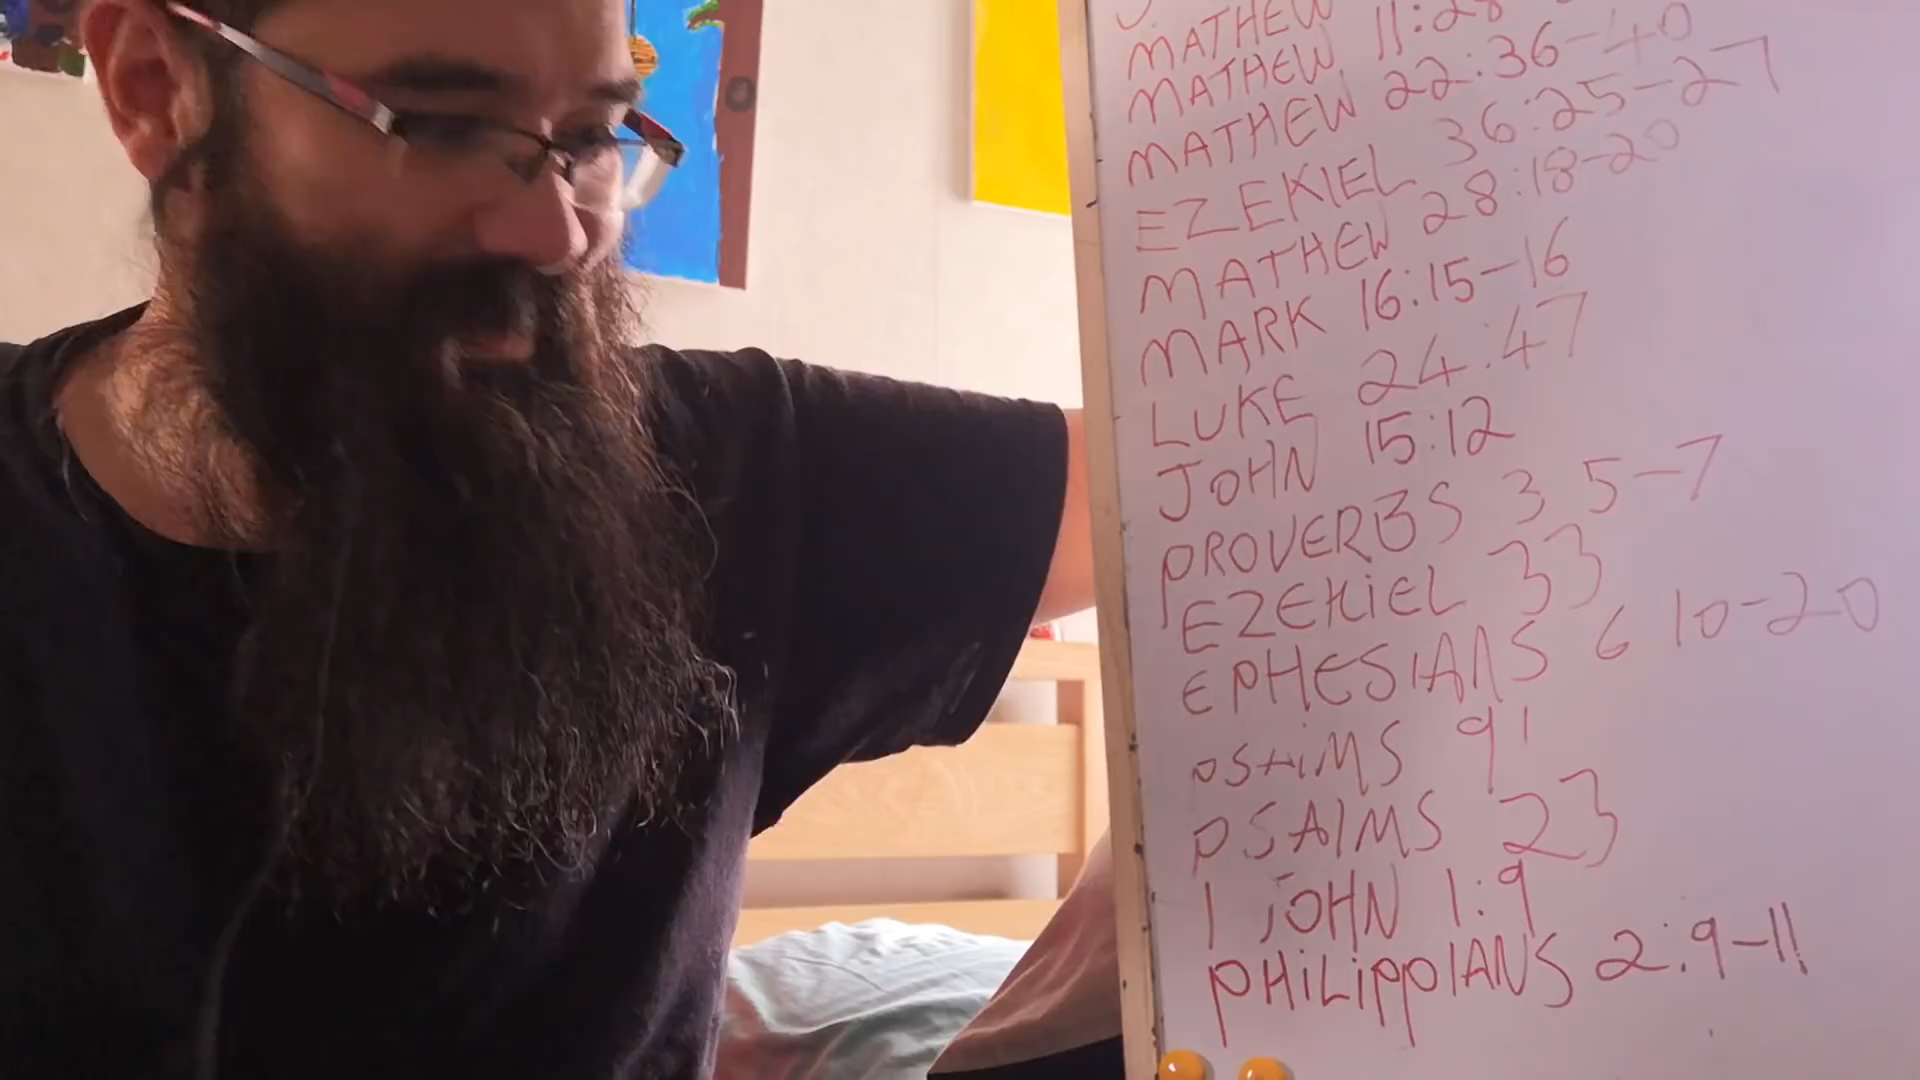 MATHEW
MATHEW 11:28
MATHEW 22:36-40
EZEKIEL 36:25-27
MATHEW 28:18-20
MARK 16:15-16
LUKE 24:47
JOHN 15:12
PROVERBS 3 5-7
EZEKIEL 33
EPHESIANS 6 10-20
PSAlMS 91
PSAlMS 23
1 JOHN 1:9
PHiLippIANS 2:9-11